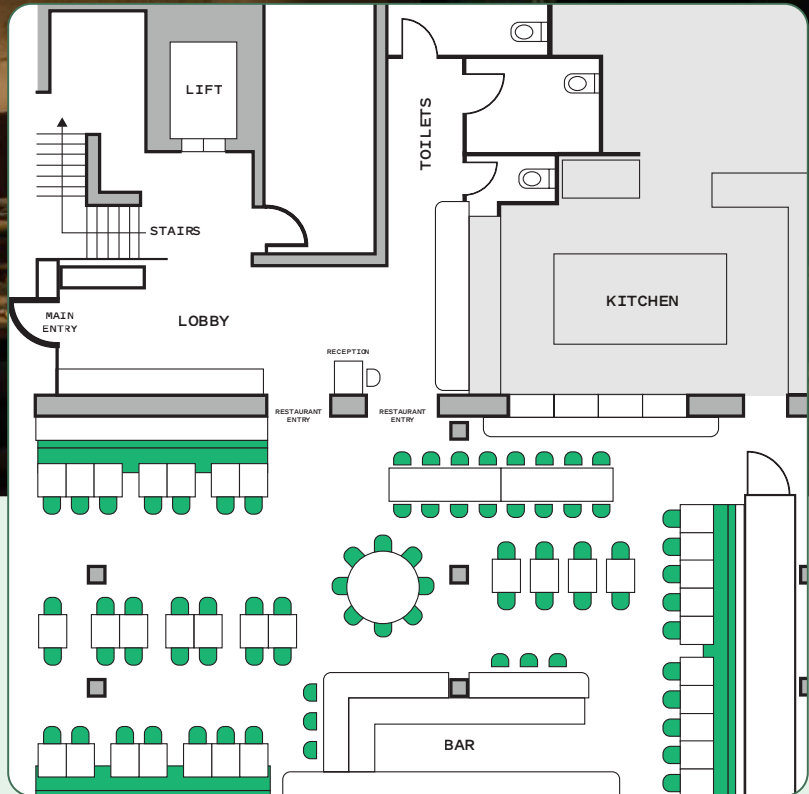 LIFT
TOILETS
STAIRS
KITCHEN
MAIN
ENTRY
LOBBY
RECEPTION
RESTAURANT
ENTRY
RESTAURANT
ENTRY
BAR